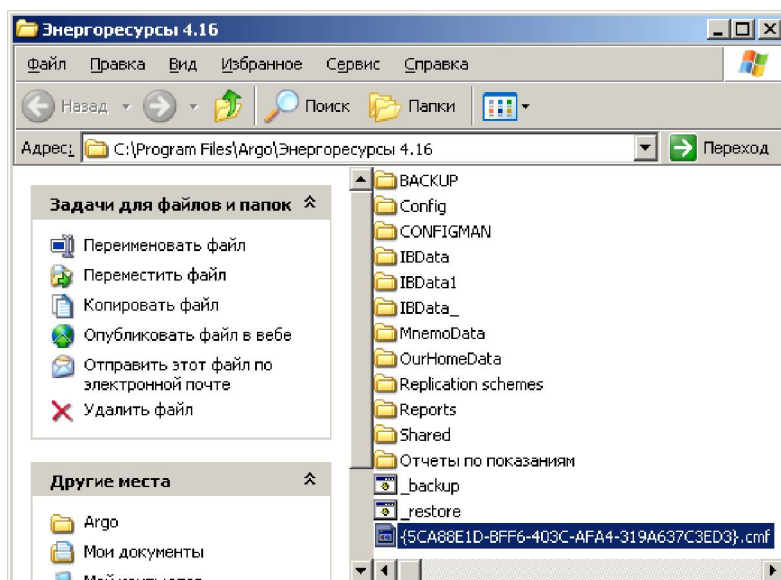 Энергоресурсы 4.16
Файл Правка Вид Избранное Сервис Справка
Назад Поиск Папки
Адрес: C:\Program Files\Argo\Энергоресурсы 4.16 Переход
Задачи для файлов и папок
Переименовать файл
Переместить файл
Копировать файл
Опубликовать файл в вебе
Отправить этот файл по
электронной почте
Удалить файл
Другие места
Argo
Мои документы
Мой компьютер
BACKUP
Config
CONFIGMAN
IBData
IBData1
IBData_
MnemoData
OurHomeData
Replication schemes
Reports
Shared
Отчеты по показаниям
_backup
_restore
{5CA88E1D-BFF6-403C-AFA4-319A637C3ED3}.cmf